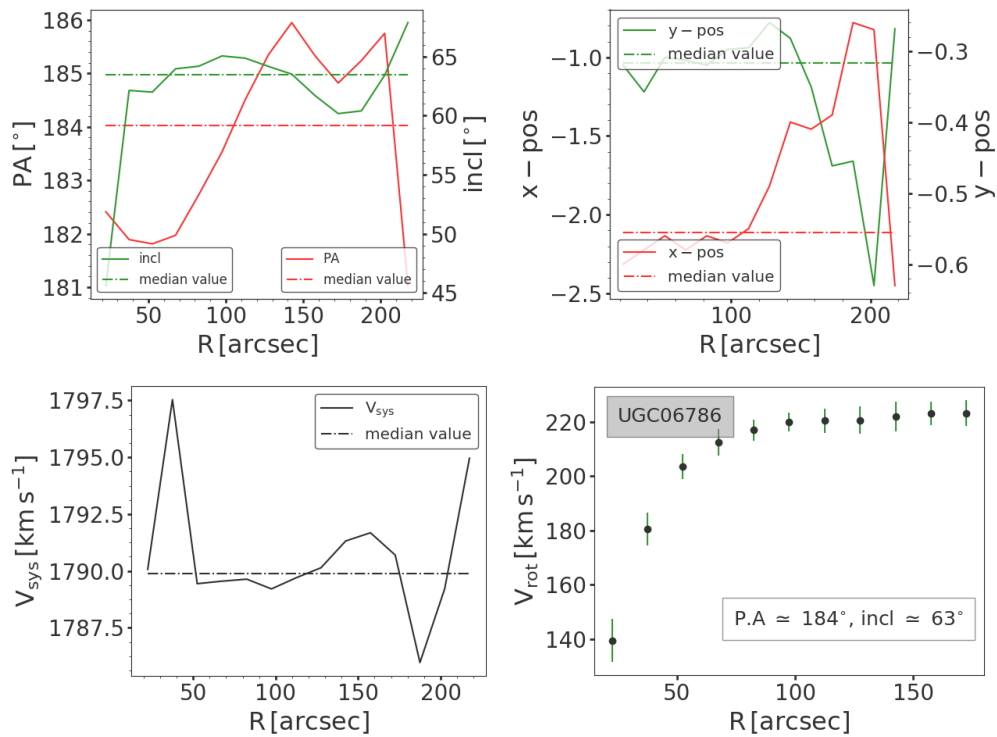 186
185
184
183
182
181
PA [°]
65
60
55
50
45
incl [°]
incl
median value
PA
median value
50
100
150
200
R [arcsec]
−1.0
−1.5
−2.0
−2.5
x − pos
y − pos
median value
x − pos
median value
−0.3
−0.4
−0.5
−0.6
y − pos
100
200
R [arcsec]
1797.5
1795.0
1792.5
1790.0
1787.5
V_sys [km s⁻¹]
V_sys
median value
50
100
150
200
R [arcsec]
220
200
180
160
140
V_rot [km s⁻¹]
UGC06786
P.A ≃ 184°, incl ≃ 63°
50
100
150
R [arcsec]